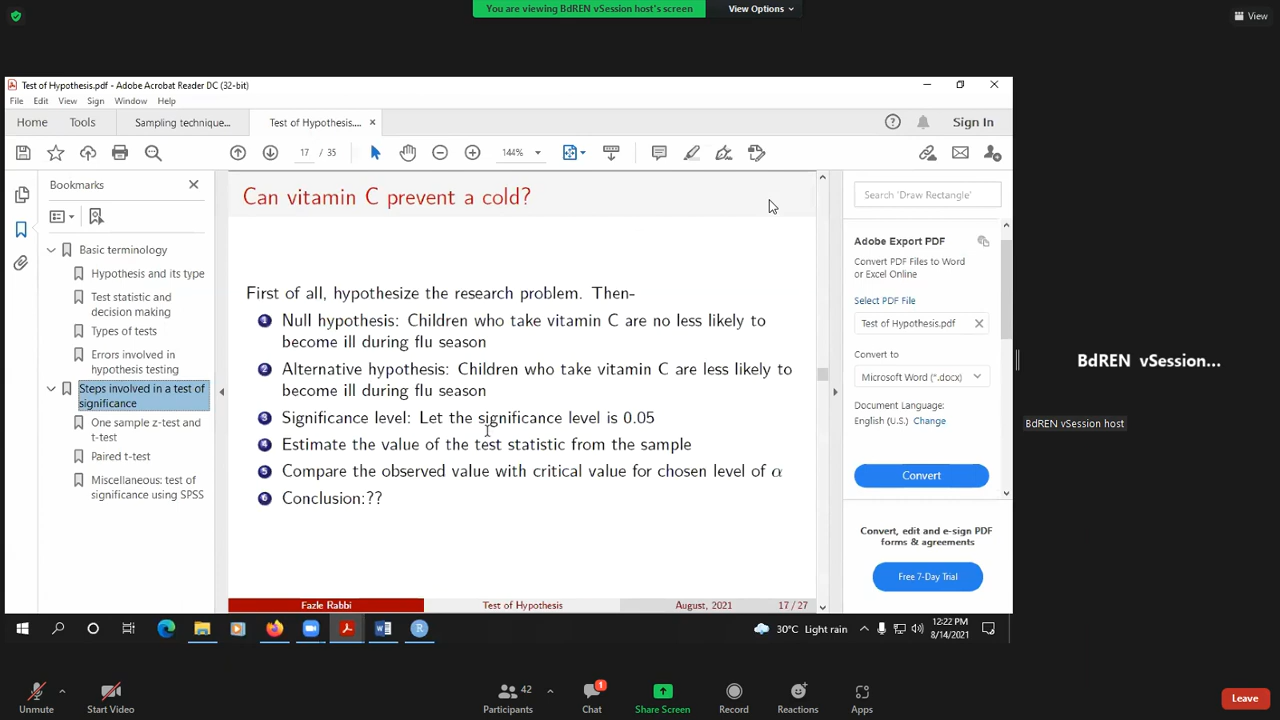 You are viewing BdREN vSession host's screen
View Options
View
Test of Hypothesis.pdf - Adobe Acrobat Reader DC (32-bit)
File Edit View Sign Window Help
Home Tools Sampling technique... Test of Hypothesis.... × Sign In
17 / 35 144%
Bookmarks
Basic terminology
Hypothesis and its type
Test statistic and
decision making
Types of tests
Errors involved in
hypothesis testing
Steps involved in a test of
significance
One sample z-test and
t-test
Paired t-test
Miscellaneous: test of
significance using SPSS
Can vitamin C prevent a cold?
First of all, hypothesize the research problem. Then-
1 Null hypothesis: Children who take vitamin C are no less likely to
become ill during flu season
2 Alternative hypothesis: Children who take vitamin C are less likely to
become ill during flu season
3 Significance level: Let the significance level is 0.05
4 Estimate the value of the test statistic from the sample
5 Compare the observed value with critical value for chosen level of α
6 Conclusion:??
Fazle Rabbi Test of Hypothesis August, 2021 17 / 27
Search 'Draw Rectangle'
Adobe Export PDF
Convert PDF Files to Word
or Excel Online
Select PDF File
Test of Hypothesis.pdf
Convert to
Microsoft Word (*.docx)
Document Language:
English (U.S.) Change
Convert
Convert, edit and e-sign PDF
forms & agreements
Free 7-Day Trial
BdREN vSession...
BdREN vSession host
30°C Light rain
12:22 PM
8/14/2021
Unmute
Start Video
42
Participants
1
Chat
Share Screen
Record
Reactions
Apps
Leave